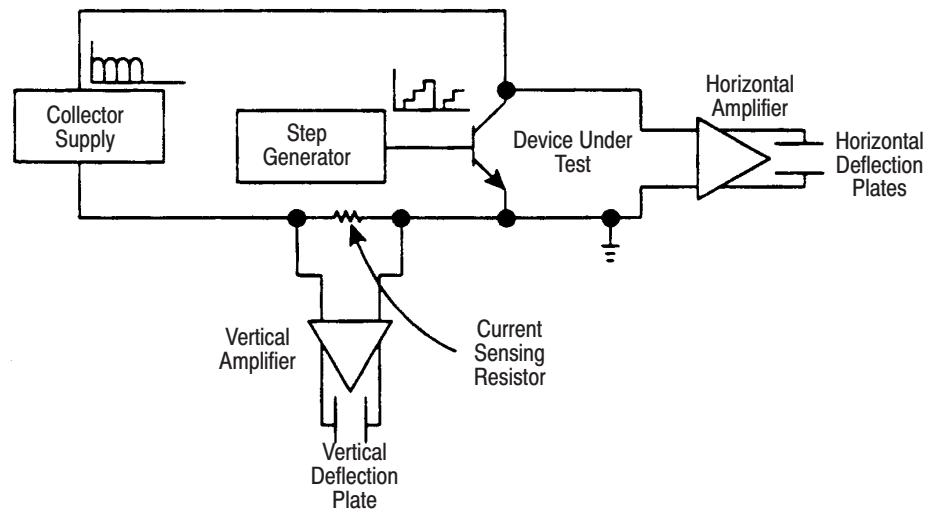 Collector
Supply
Step
Generator
Device Under
Test
Horizontal
Amplifier
Horizontal
Deflection
Plates
Vertical
Amplifier
Current
Sensing
Resistor
Vertical
Deflection
Plate